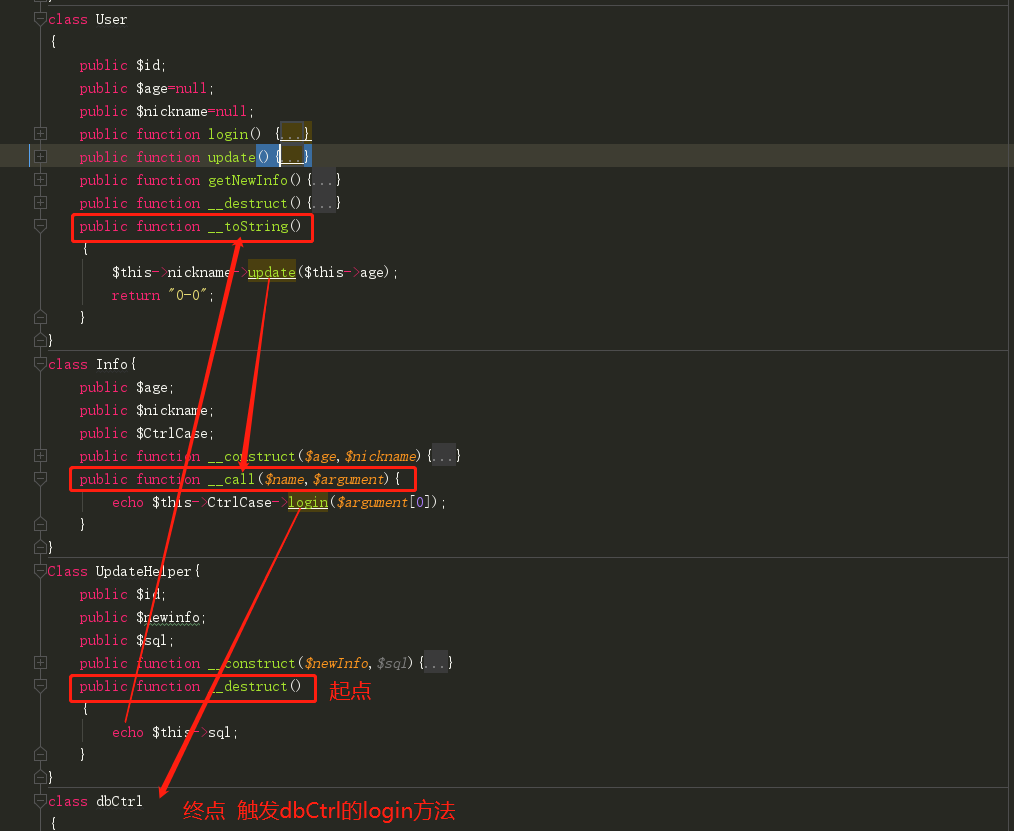 class User
{
public $id;
public $age=null;
public $nickname=null;
public function login() {...}
public function update(){...}
public function getNewInfo(){...}
public function __destruct(){...}
public function __toString()
{
$this->nickname->update($this->age);
return "0-0";
}
}
class Info{
public $age;
public $nickname;
public $CtrlCase;
public function __construct($age,$nickname){...}
public function __call($name,$argument){
echo $this->CtrlCase->login($argument[0]);
}
}
Class UpdateHelper{
public $id;
public $newinfo;
public $sql;
public function __construct($newInfo,$sql){...}
public function __destruct() 起点
{
echo $this->sql;
}
}
class dbCtrl
终点 触发dbCtrl的login方法
{